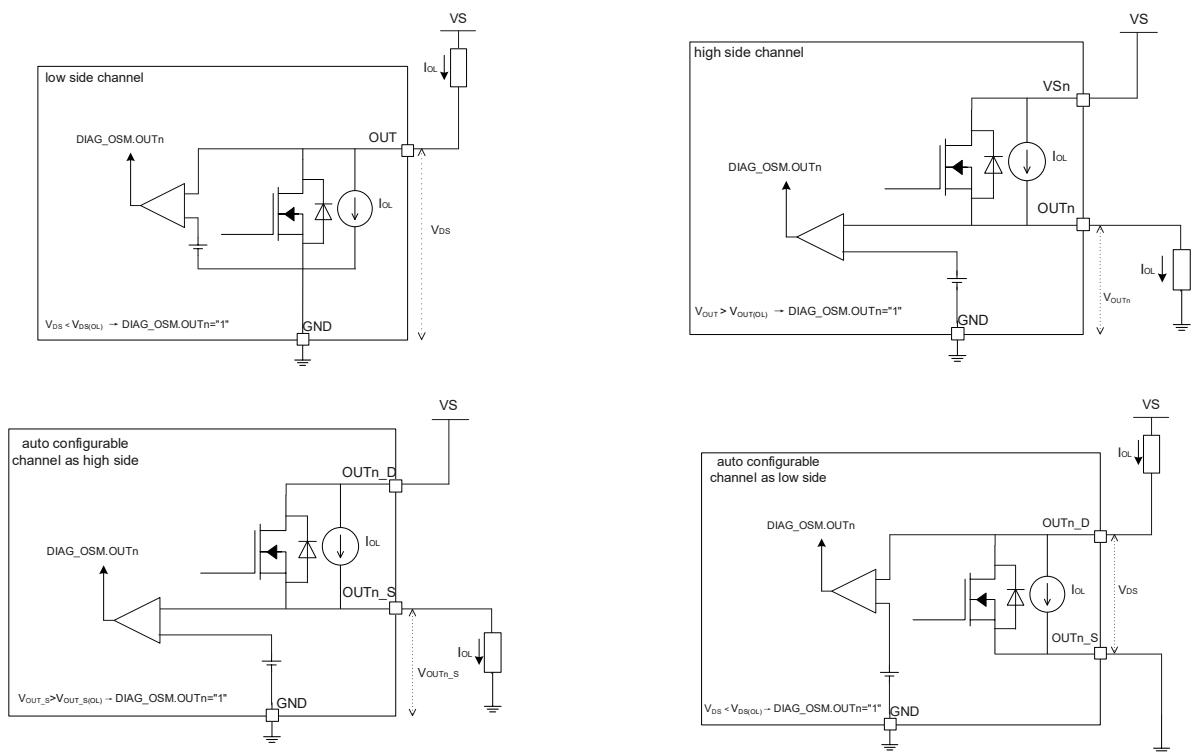 VS
low side channel
IOL
DIAG_OSM.OUTn
OUT
IOL
VDS
VDS < VDS(OL) → DIAG_OSM.OUTn="1"
GND
VS
high side channel
VSn
DIAG_OSM.OUTn
IOL
OUTn
IOL
VOUTn
VOUT > VOUT(OL) → DIAG_OSM.OUTn="1"
GND
VS
auto configurable
channel as high side
OUTn_D
DIAG_OSM.OUTn
IOL
OUTn_S
IOL
VOUTn_S
VOUT_S>VOUT_S(OL) → DIAG_OSM.OUTn="1"
GND
VS
auto configurable
channel as low side
IOL
DIAG_OSM.OUTn
OUTn_D
IOL
VDS
OUTn_S
VDS < VDS(OL) → DIAG_OSM.OUTn="1"
GND